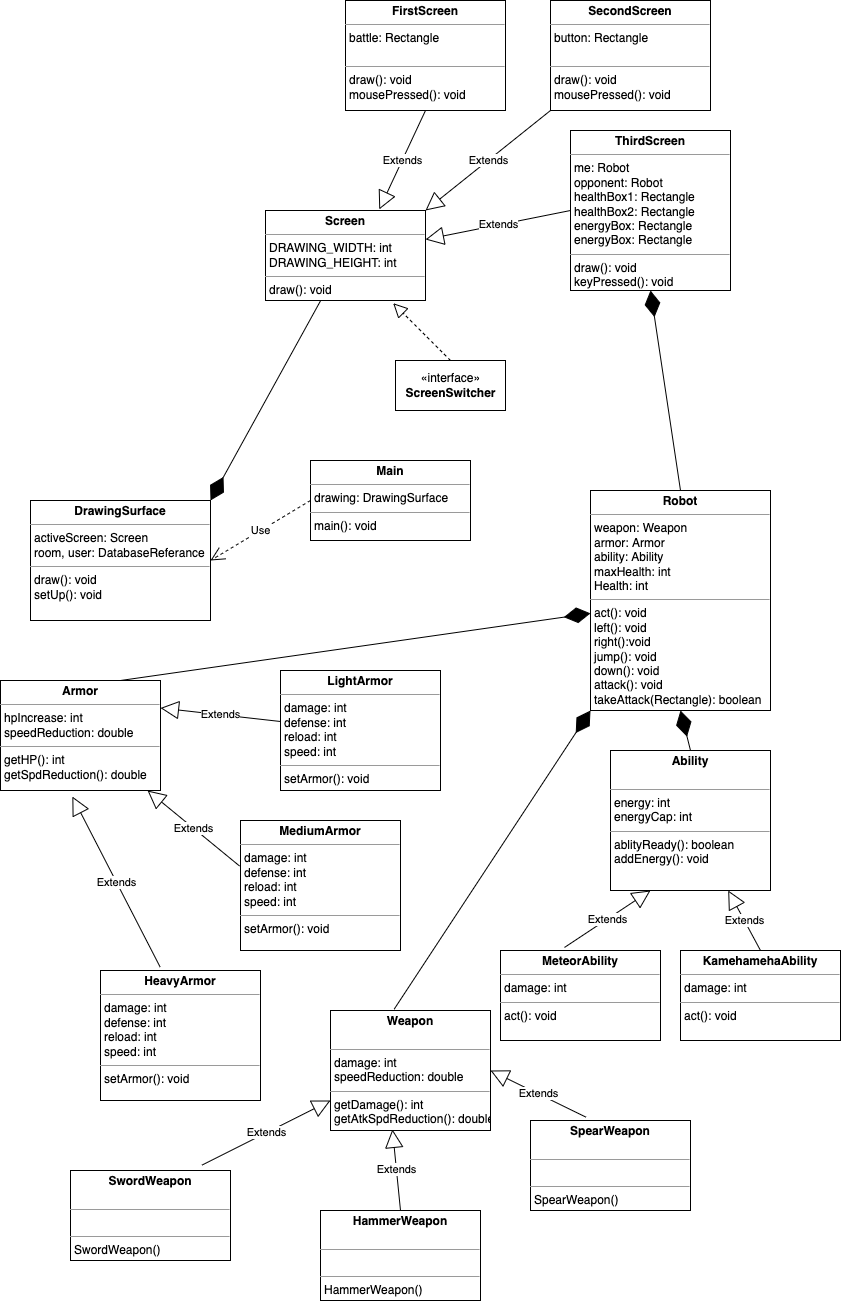 FirstScreen
battle: Rectangle
draw(): void
mousePressed(): void
SecondScreen
button: Rectangle
draw(): void
mousePressed(): void
Extends
Extends
ThirdScreen
me: Robot
opponent: Robot
healthBox1: Rectangle
healthBox2: Rectangle
energyBox: Rectangle
energyBox: Rectangle
draw(): void
keyPressed(): void
Extends
Screen
DRAWING_WIDTH: int
DRAWING_HEIGHT: int
draw(): void
«interface»
ScreenSwitcher
Main
drawing: DrawingSurface
main(): void
Use
DrawingSurface
activeScreen: Screen
room, user: DatabaseReferance
draw(): void
setUp(): void
Robot
weapon: Weapon
armor: Armor
ability: Ability
maxHealth: int
Health: int
act(): void
left(): void
right():void
jump(): void
down(): void
attack(): void
takeAttack(Rectangle): boolean
Armor
hpIncrease: int
speedReduction: double
getHP(): int
getSpdReduction(): double
Extends
LightArmor
damage: int
defense: int
reload: int
speed: int
setArmor(): void
Extends
MediumArmor
damage: int
defense: int
reload: int
speed: int
setArmor(): void
Extends
HeavyArmor
damage: int
defense: int
reload: int
speed: int
setArmor(): void
Ability
energy: int
energyCap: int
ablityReady(): boolean
addEnergy(): void
Extends
Extends
MeteorAbility
damage: int
act(): void
KamehamehaAbility
damage: int
act(): void
Weapon
damage: int
speedReduction: double
getDamage(): int
getAtkSpdReduction(): double
Extends
Extends
Extends
SwordWeapon
SwordWeapon()
HammerWeapon
HammerWeapon()
SpearWeapon
SpearWeapon()